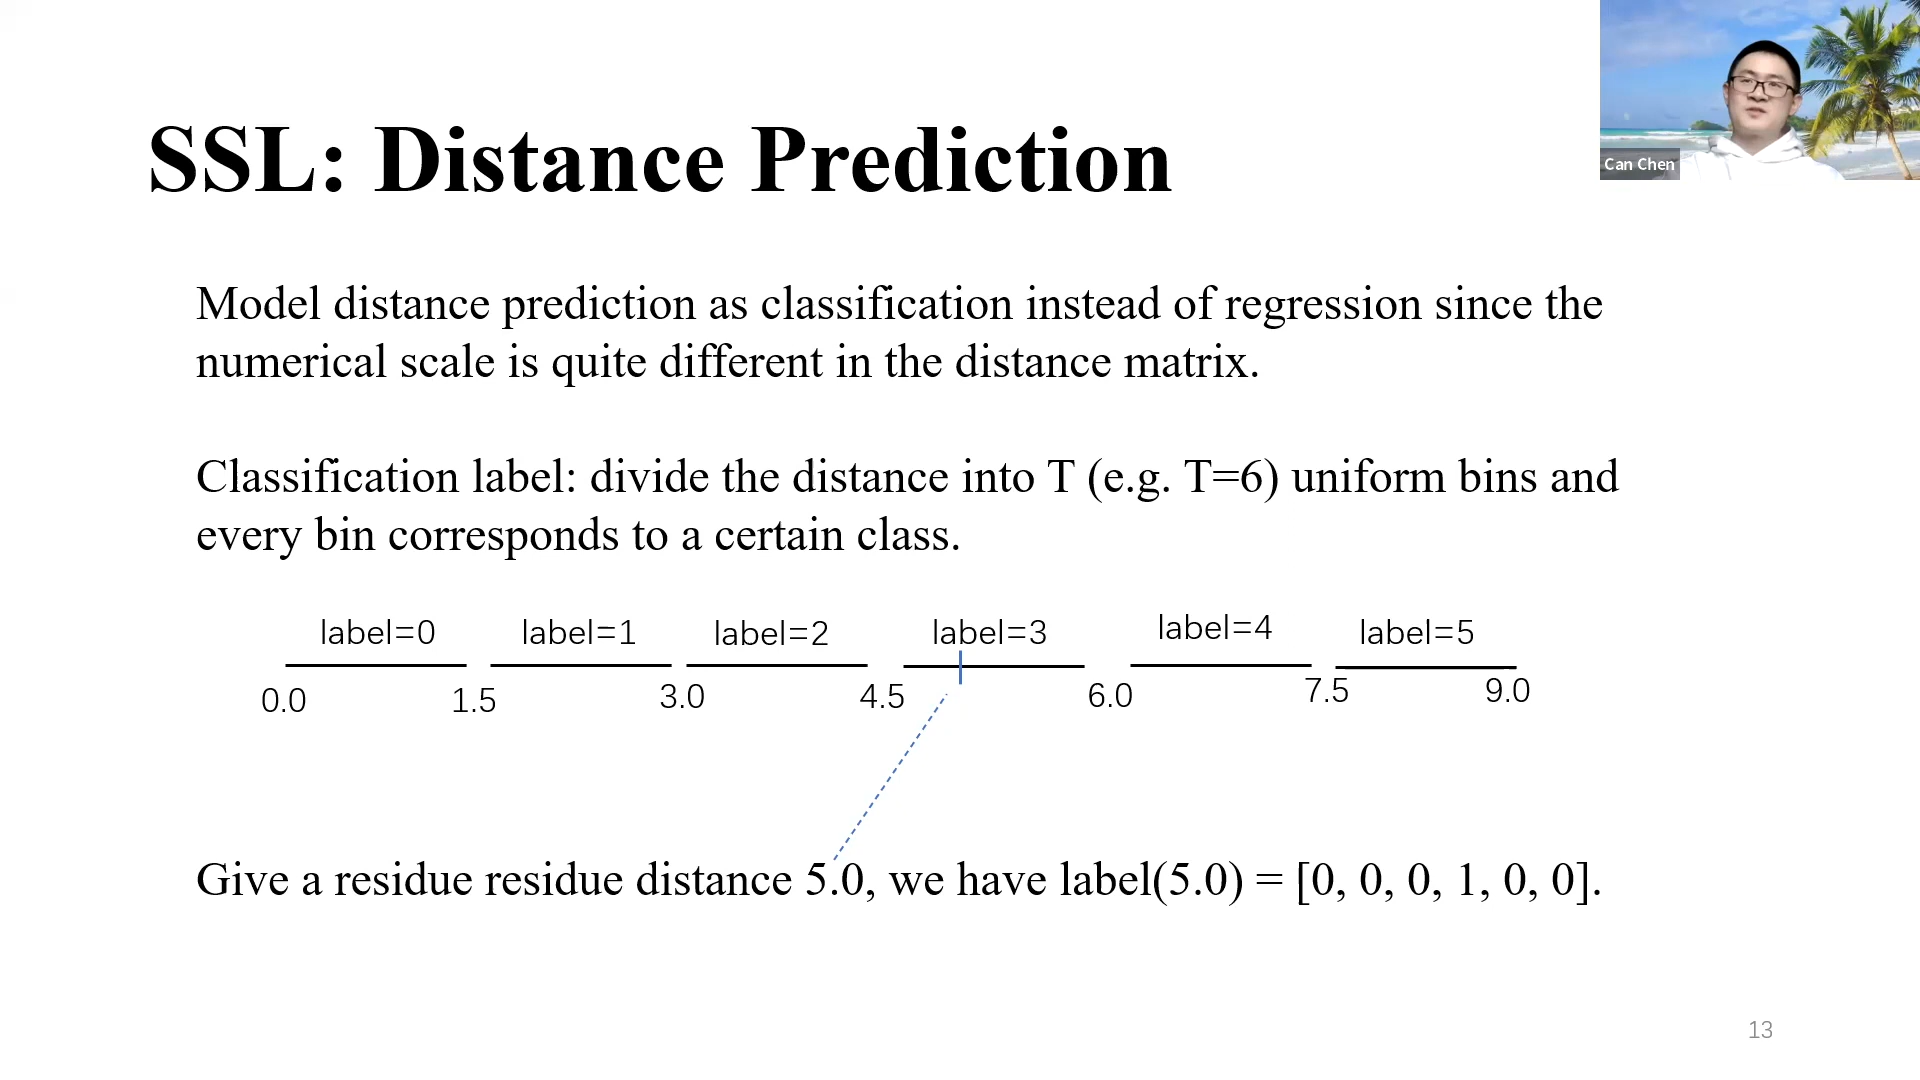 Can Chen
SSL: Distance Prediction
Model distance prediction as classification instead of regression since the
numerical scale is quite different in the distance matrix.
Classification label: divide the distance into T (e.g. T=6) uniform bins and
every bin corresponds to a certain class.
label=0 label=1 label=2 label=3 label=4 label=5
0.0 1.5 3.0 4.5 6.0 7.5 9.0
Give a residue residue distance 5.0, we have label(5.0) = [0, 0, 0, 1, 0, 0].
13